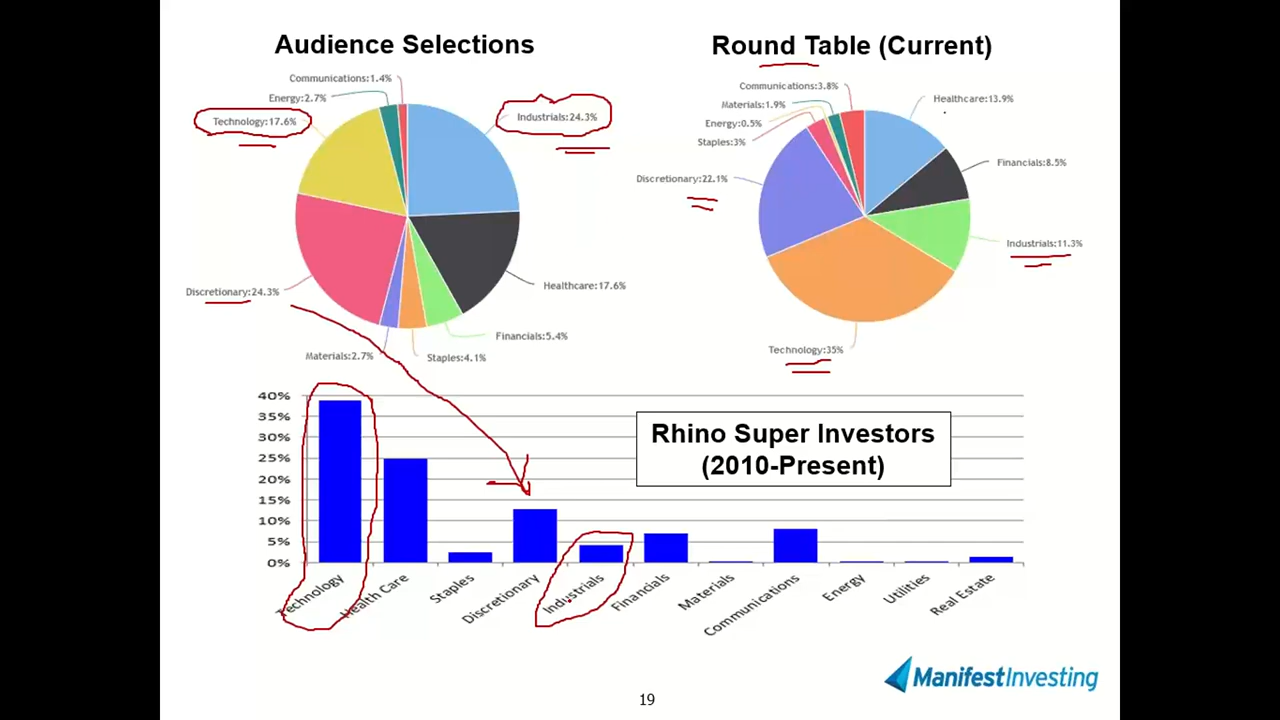 Audience Selections
Communications:1.4%
Energy:2.7%
Technology:17.6%
Industrials:24.3%
Discretionary:24.3%
Healthcare:17.6%
Materials:2.7%
Staples:4.1%
Financials:5.4%
Round Table (Current)
Communications:3.8%
Healthcare:13.9%
Materials:1.9%
Energy:0.5%
Staples:3%
Financials:8.5%
Discretionary:22.1%
Industrials:11.3%
Technology:35%
Rhino Super Investors
(2010-Present)
40%
35%
30%
25%
20%
15%
10%
5%
0%
Technology
Health Care
Staples
Discretionary
Industrials
Financials
Materials
Communications
Energy
Utilities
Real Estate
ManifestInvesting
19